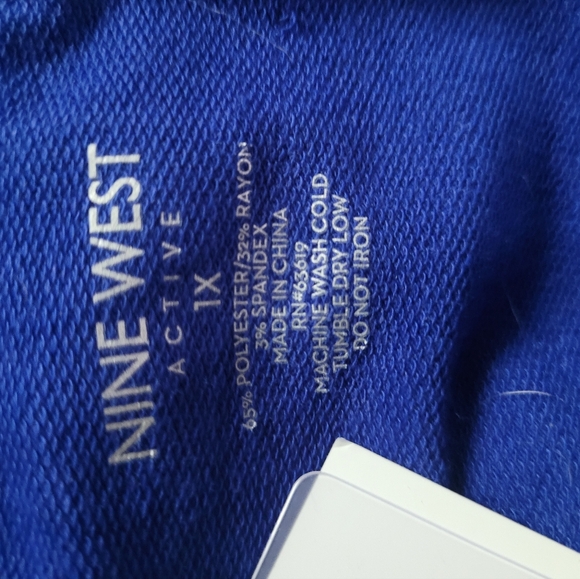 NINE WEST
ACTIVE
1X
65% POLYESTER/32% RAYON
3% SPANDEX
MADE IN CHINA
RN#63619
MACHINE WASH COLD
TUMBLE DRY LOW
DO NOT IRON